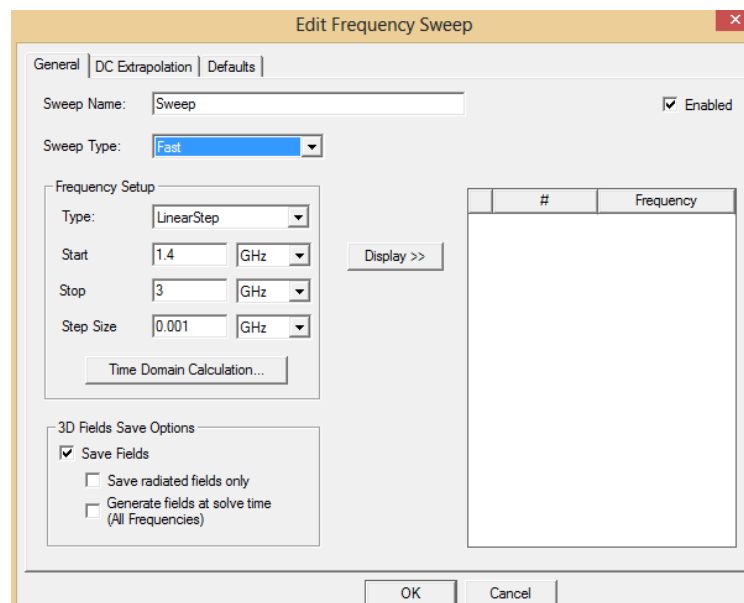 Edit Frequency Sweep
General DC Extrapolation Defaults
Sweep Name: Sweep Enabled
Sweep Type: Fast
Frequency Setup
Type: LinearStep
Start 1.4 GHz
Stop 3 GHz
Step Size 0.001 GHz
Time Domain Calculation...
Display >>
# Frequency
3D Fields Save Options
Save Fields
Save radiated fields only
Generate fields at solve time
(All Frequencies)
OK Cancel